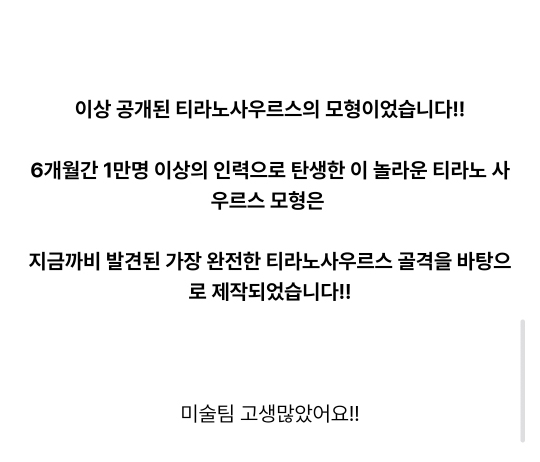 이상 공개된 티라노사우르스의 모형이었습니다!!
6개월간 1만명 이상의 인력으로 탄생한 이 놀라운 티라노 사
우르스 모형은
지금까비 발견된 가장 완전한 티라노사우르스 골격을 바탕으
로 제작되었습니다!!
미술팀 고생많았어요!!